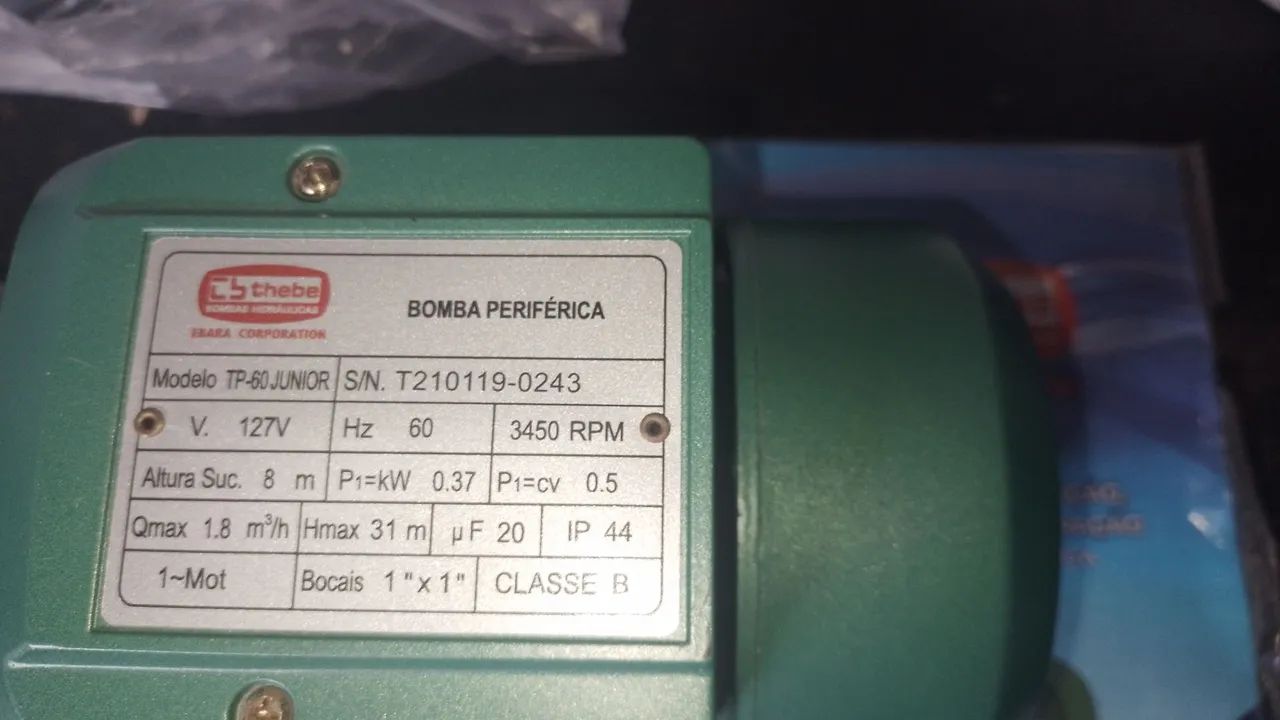 thebe
BOMBAS HIDRÁULICAS
EBARA CORPORATION
BOMBA PERIFÉRICA
Modelo TP-60 JUNIOR S/N. T210119-0243
V. 127V Hz 60 3450 RPM
Altura Suc. 8 m P1=kW 0.37 P1=cv 0.5
Qmax 1.8 m³/h Hmax 31 m µF 20 IP 44
1~Mot Bocais 1"x1" CLASSE B